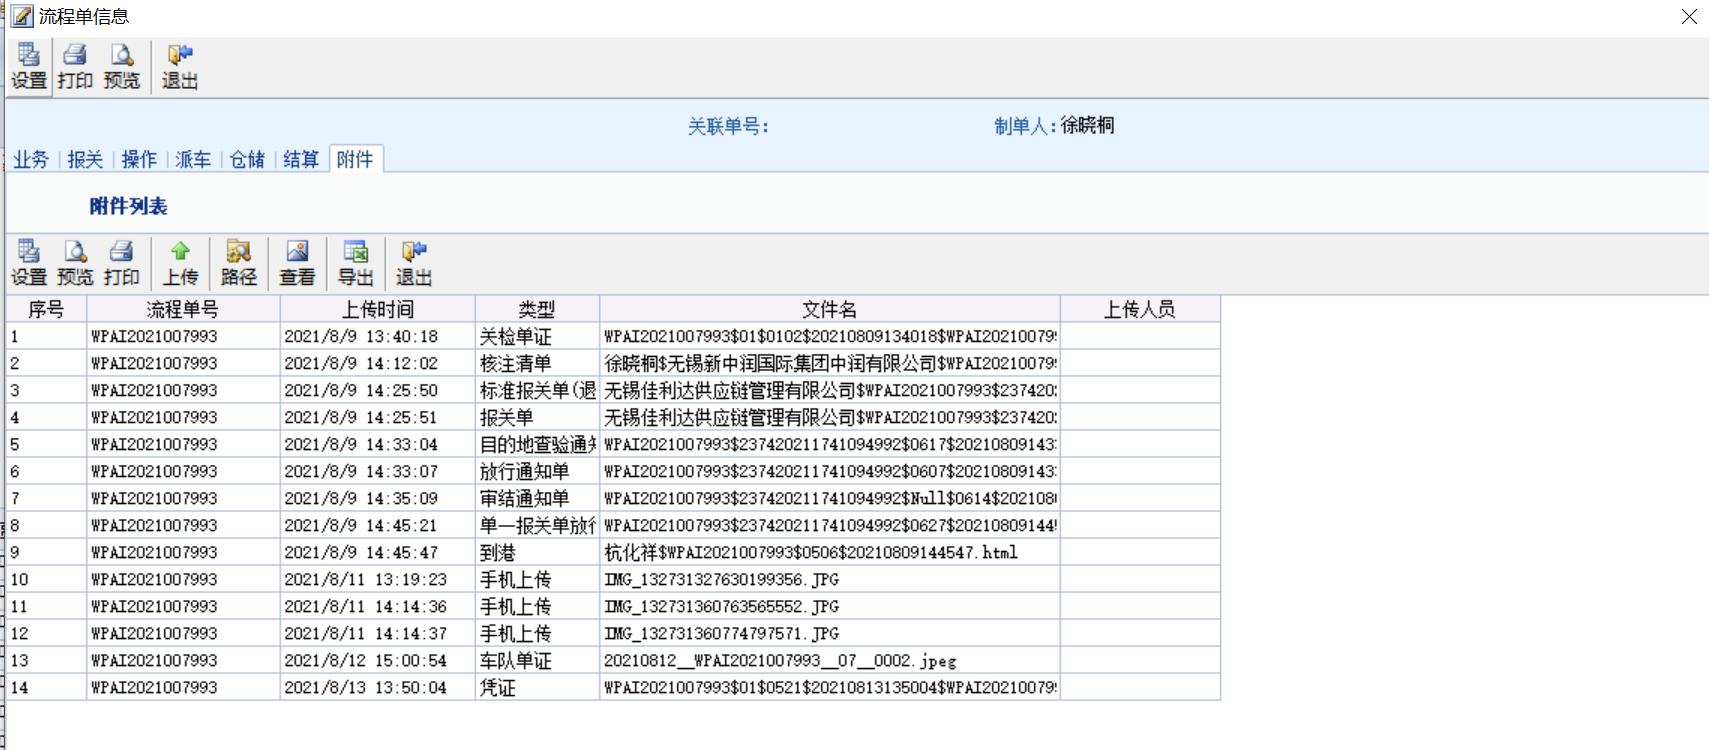 流程单信息
设置 打印 预览 退出
关联单号: 制单人: 徐晓桐
业务 报关 操作 派车 仓储 结算 附件
附件列表
设置 预览 打印 上传 路径 查看 导出 退出
序号 流程单号 上传时间 类型 文件名 上传人员
1 WPAI2021007993 2021/8/9 13:40:18 关检单证 WPAI2021007993$01$0102$20210809134018$WPAI2021007
2 WPAI2021007993 2021/8/9 14:12:02 核注清单 徐晓桐$无锡新中润国际集团中润有限公司$WPAI2021007
3 WPAI2021007993 2021/8/9 14:25:50 标准报关单(退 无锡佳利达供应链管理有限公司$WPAI2021007993$237420
4 WPAI2021007993 2021/8/9 14:25:51 报关单 无锡佳利达供应链管理有限公司$WPAI2021007993$237420
5 WPAI2021007993 2021/8/9 14:33:04 目的地查验通 WPAI2021007993$237420211741094992$0617$2021080914
6 WPAI2021007993 2021/8/9 14:33:07 放行通知单 WPAI2021007993$237420211741094992$0607$2021080914
7 WPAI2021007993 2021/8/9 14:35:09 审结通知单 WPAI2021007993$237420211741094992$Null$0614$20210
8 WPAI2021007993 2021/8/9 14:45:21 单一报关单放 WPAI2021007993$237420211741094992$0627$2021080914
9 WPAI2021007993 2021/8/9 14:45:47 到港 杭化祥$WPAI2021007993$0506$20210809144547.html
10 WPAI2021007993 2021/8/11 13:19:23 手机上传 IMG_132731327630199356.JPG
11 WPAI2021007993 2021/8/11 14:14:36 手机上传 IMG_132731360763565552.JPG
12 WPAI2021007993 2021/8/11 14:14:37 手机上传 IMG_132731360774797571.JPG
13 WPAI2021007993 2021/8/12 15:00:54 车队单证 20210812__WPAI2021007993__07__0002.jpeg
14 WPAI2021007993 2021/8/13 13:50:04 凭证 WPAI2021007993$01$0521$20210813135004$WPAI2021007